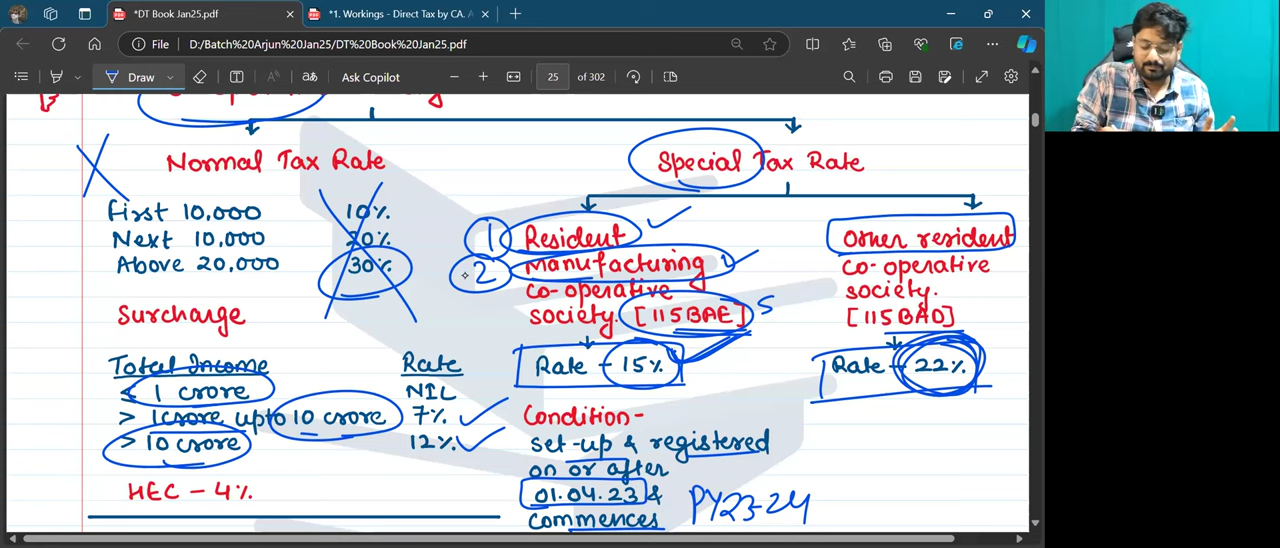 *DT Book Jan25.pdf
*1. Workings - Direct Tax by CA. A
File
D:/Batch%20Arjun%20Jan25/DT%20Book%20Jan25.pdf
Draw
Ask Copilot
25 of 302
Normal Tax Rate
First 10,000 10%
Next 10,000 20%
Above 20,000 30%
Surcharge
Total Income Rate
< 1 crore NIL
> 1 crore upto 10 crore 7%
> 10 crore 12%
HEC - 4%
Special Tax Rate
1 Resident
2 manufacturing
co-operative
society. [115BAE] S
Rate - 15%
Condition-
set-up & registered
on or after
01.04.23 &
commences PY23-24
Other resident
co-operative
society.
[115BAD]
Rate - 22%